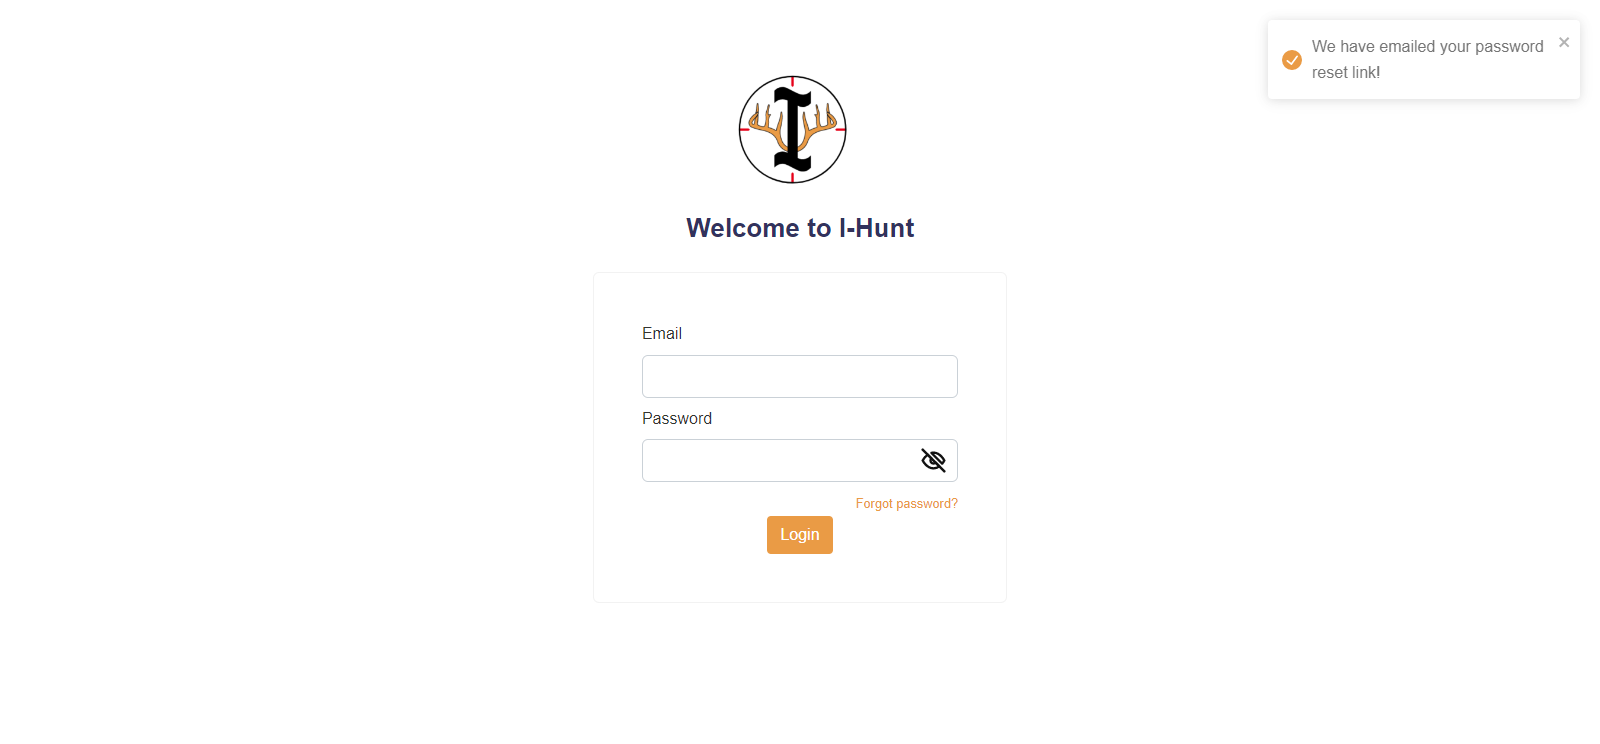 We have emailed your password
reset link!
I
Welcome to I-Hunt
Email
Password
Forgot password?
Login